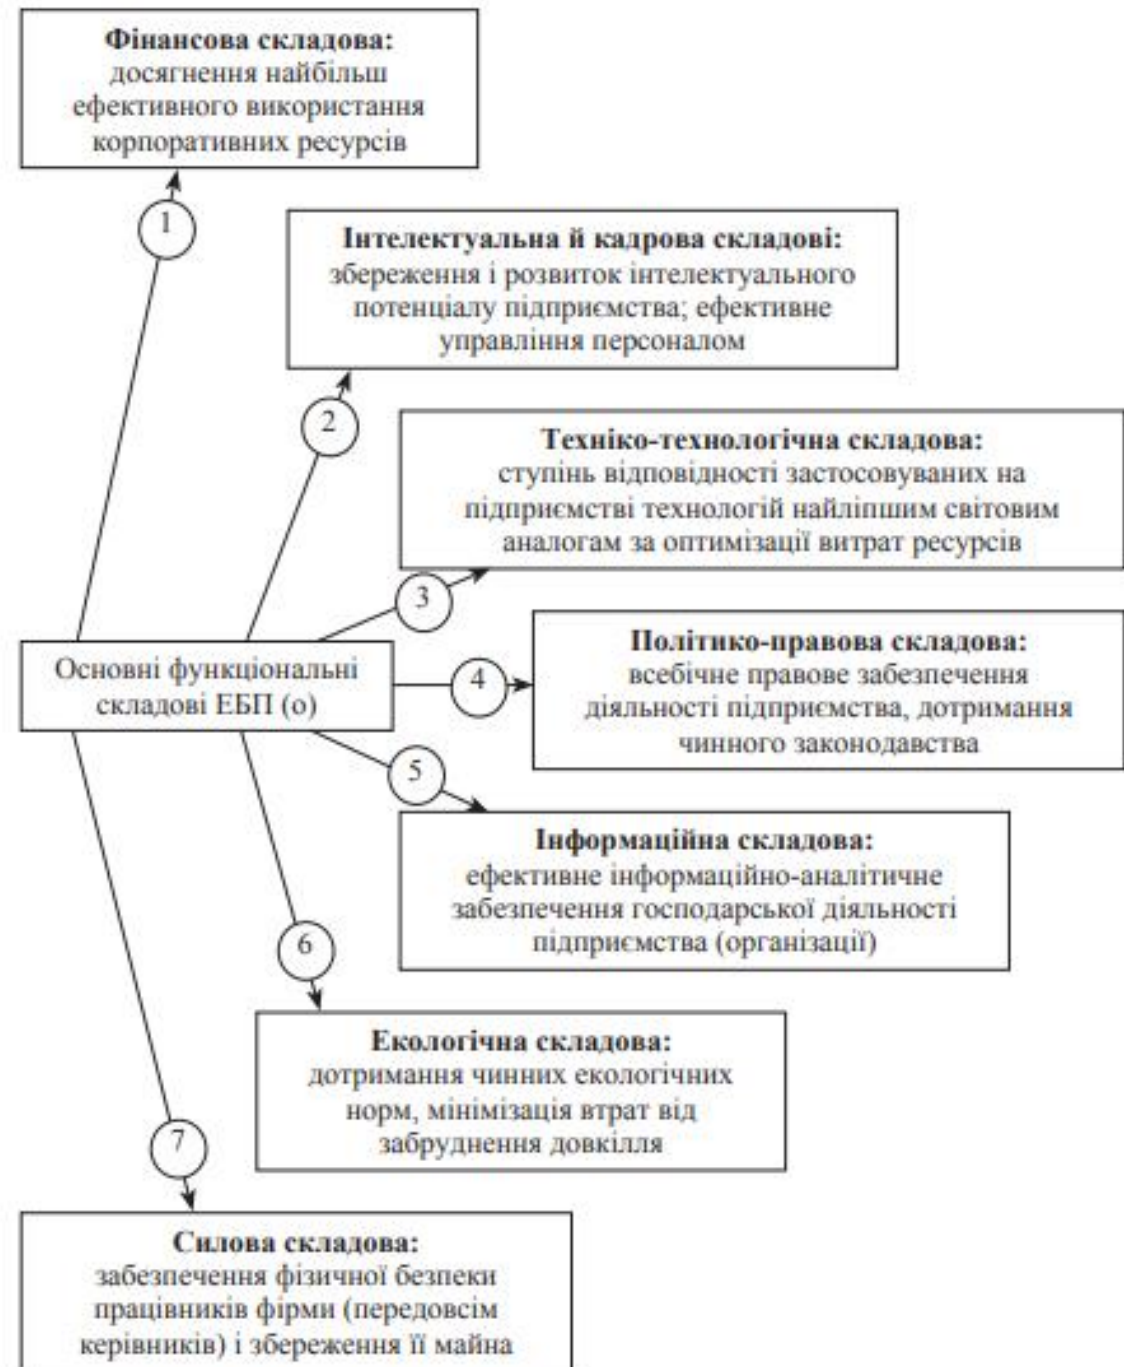 Фінансова складова:
досягнення найбільш
ефективного використання
корпоративних ресурсів
1
Інтелектуальна й кадрова складові:
збереження і розвиток інтелектуального
потенціалу підприємства; ефективне
управління персоналом
2
Техніко-технологічна складова:
ступінь відповідності застосовуваних на
підприємстві технологій найліпшим світовим
аналогам за оптимізації витрат ресурсів
3
Основні функціональні
складові ЕБП (о)
4
Політико-правова складова:
всебічне правове забезпечення
діяльності підприємства, дотримання
чинного законодавства
5
Інформаційна складова:
ефективне інформаційно-аналітичне
забезпечення господарської діяльності
підприємства (організації)
6
Екологічна складова:
дотримання чинних екологічних
норм, мінімізація втрат від
забруднення довкілля
7
Силова складова:
забезпечення фізичної безпеки
працівників фірми (передовсім
керівників) і збереження її майна